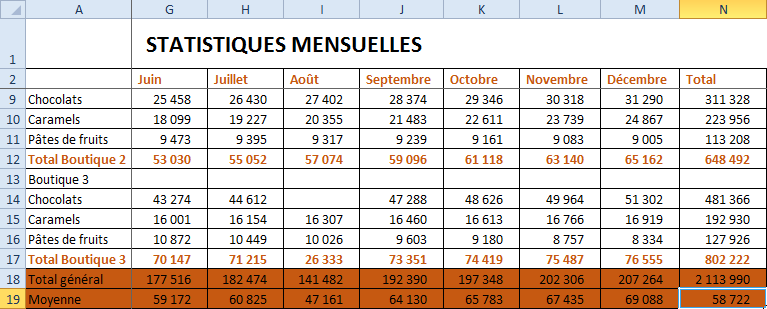 A G H I J K L M N
1 STATISTIQUES MENSUELLES
2 Juin Juillet Août Septembre Octobre Novembre Décembre Total
9 Chocolats 25 458 26 430 27 402 28 374 29 346 30 318 31 290 311 328
10 Caramels 18 099 19 227 20 355 21 483 22 611 23 739 24 867 223 956
11 Pâtes de fruits 9 473 9 395 9 317 9 239 9 161 9 083 9 005 113 208
12 Total Boutique 2 53 030 55 052 57 074 59 096 61 118 63 140 65 162 648 492
13 Boutique 3
14 Chocolats 43 274 44 612 47 288 48 626 49 964 51 302 481 366
15 Caramels 16 001 16 154 16 307 16 460 16 613 16 766 16 919 192 930
16 Pâtes de fruits 10 872 10 449 10 026 9 603 9 180 8 757 8 334 127 926
17 Total Boutique 3 70 147 71 215 26 333 73 351 74 419 75 487 76 555 802 222
18 Total général 177 516 182 474 141 482 192 390 197 348 202 306 207 264 2 113 990
19 Moyenne 59 172 60 825 47 161 64 130 65 783 67 435 69 088 58 722